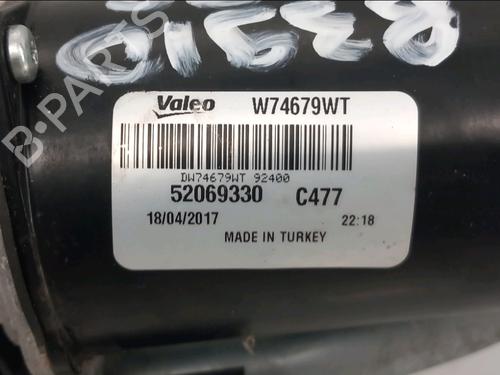 Valeo W74679WT
DW74679WT 92400
52069330 C477
18/04/2017 22:18
MADE IN TURKEY
B-PARTS